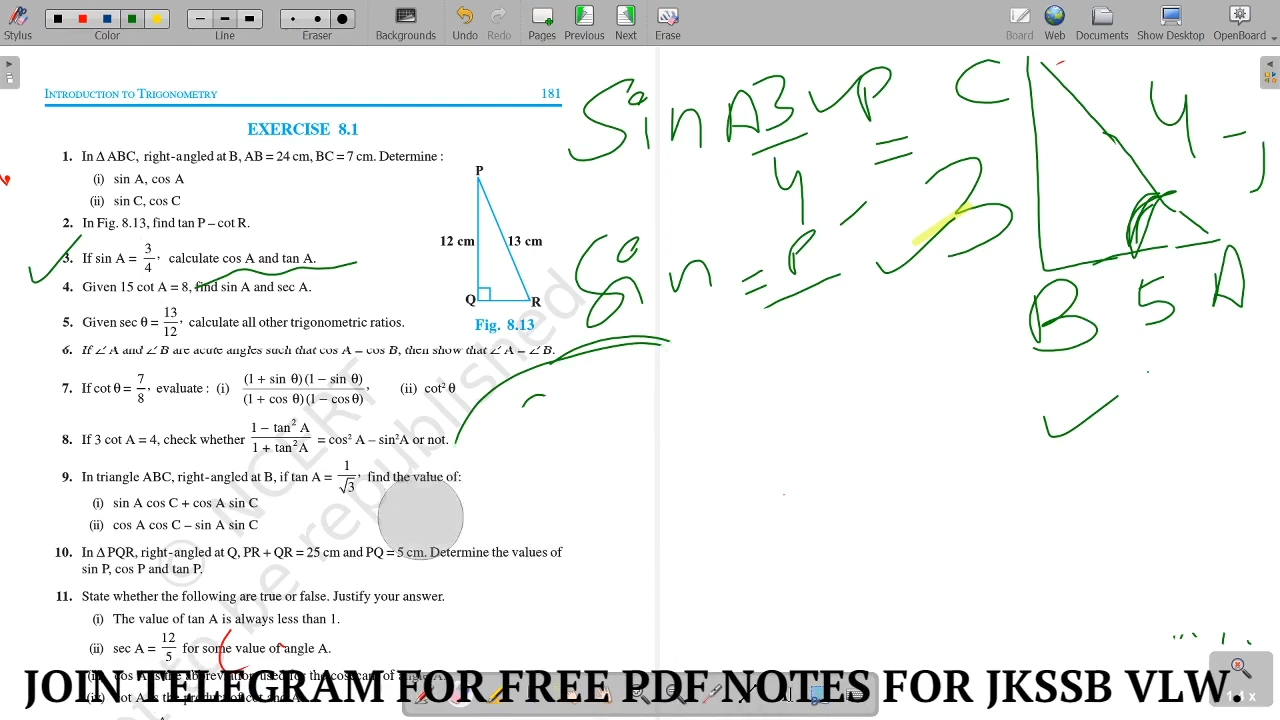 Stylus Color Line Eraser Backgrounds Undo Redo Pages Previous Next Erase Board Web Documents Show Desktop OpenBoard
INTRODUCTION TO TRIGONOMETRY 181
EXERCISE 8.1
1. In Δ ABC, right-angled at B, AB = 24 cm, BC = 7 cm. Determine :
(i) sin A, cos A
(ii) sin C, cos C
2. In Fig. 8.13, find tan P – cot R.
3. If sin A = 3/4, calculate cos A and tan A.
4. Given 15 cot A = 8, find sin A and sec A.
5. Given sec θ = 13/12, calculate all other trigonometric ratios.
6. If ∠ A and ∠ B are acute angles such that cos A = cos B, then show that ∠ A = ∠ B.
7. If cot θ = 7/8, evaluate : (i) (1 + sin θ)(1 – sin θ)/(1 + cos θ)(1 – cos θ), (ii) cot² θ
8. If 3 cot A = 4, check whether (1 – tan² A)/(1 + tan² A) = cos² A – sin² A or not.
9. In triangle ABC, right-angled at B, if tan A = 1/√3, find the value of:
(i) sin A cos C + cos A sin C
(ii) cos A cos C – sin A sin C
10. In Δ PQR, right-angled at Q, PR + QR = 25 cm and PQ = 5 cm. Determine the values of
sin P, cos P and tan P.
11. State whether the following are true or false. Justify your answer.
(i) The value of tan A is always less than 1.
(ii) sec A = 12/5 for some value of angle A.
P
12 cm 13 cm
Q R
Fig. 8.13
© NCERT
not to be republished
Sin A 3 P
4 = 3
Sin = P
C
4
B 5 A
JOIN TELEGRAM FOR FREE PDF NOTES FOR JKSSB VLW.